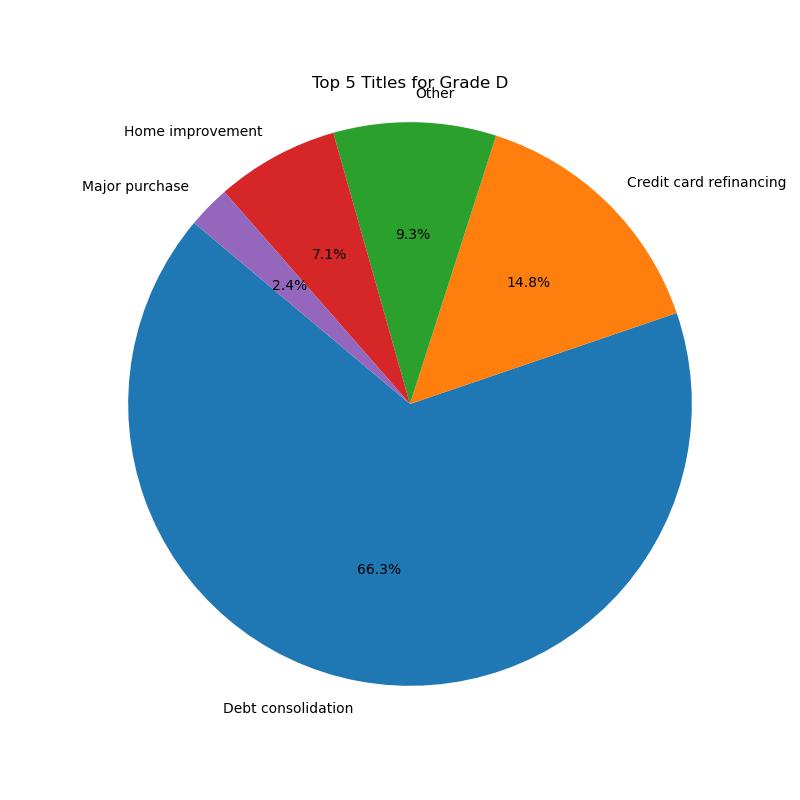 Top 5 Titles for Grade D
Other
Home improvement
Credit card refinancing
Major purchase
9.3%
7.1%
14.8%
2.4%
66.3%
Debt consolidation